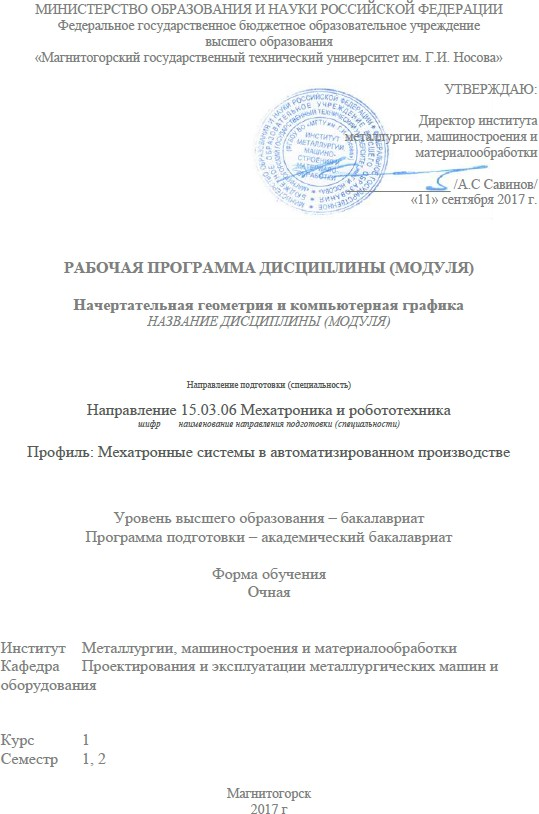 МИНИСТЕРСТВО ОБРАЗОВАНИЯ И НАУКИ РОССИЙСКОЙ ФЕДЕРАЦИИ
Федеральное государственное бюджетное образовательное учреждение
высшего образования
«Магнитогорский государственный технический университет им. Г.И. Носова»
УТВЕРЖДАЮ:
Директор института
металлургии, машиностроения и
материалообработки
ИНСТИТУТ
МЕТАЛЛУРГИИ
МАШИНО-
СТРОЕНИЯ И
/А.С Савинов/
«11» сентября 2017 г.
РАБОЧАЯ ПРОГРАММА ДИСЦИПЛИНЫ (МОДУЛЯ)
Начертательная геометрия и компьютерная графика
НАЗВАНИЕ ДИСЦИПЛИНЫ (МОДУЛЯ)
Направление подготовки (специальность)
Направление 15.03.06 Мехатроника и робототехника
шифр наименование направления подготовки (специальности)
Профиль: Мехатронные системы в автоматизированном производстве
Уровень высшего образования – бакалавриат
Программа подготовки – академический бакалавриат
Форма обучения
Очная
Институт Металлургии, машиностроения и материалообработки
Кафедра Проектирования и эксплуатации металлургических машин и
оборудования
Курс 1
Семестр 1, 2
Магнитогорск
2017 г